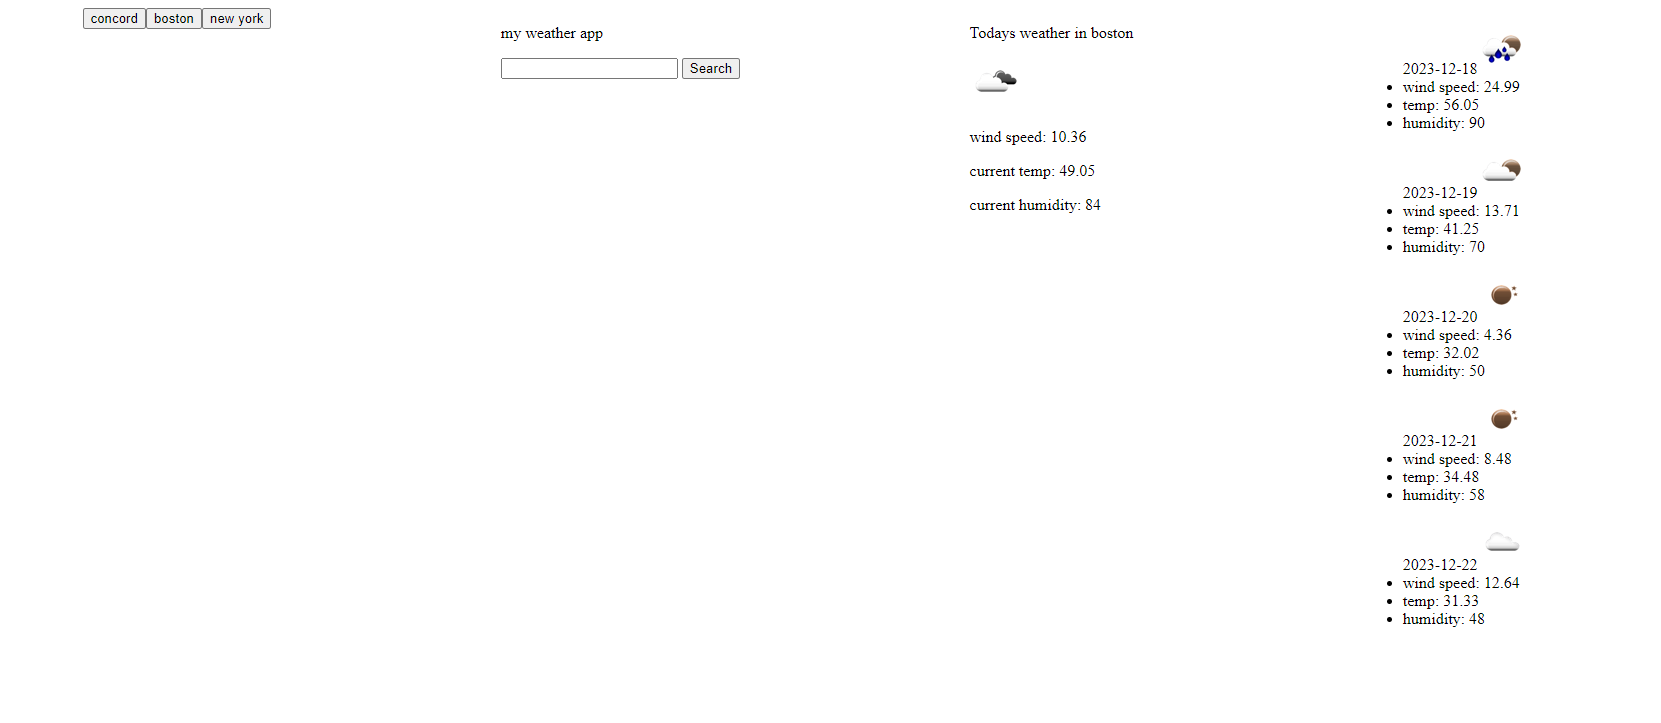 concord boston new york
my weather app
Search
Todays weather in boston
wind speed: 10.36
current temp: 49.05
current humidity: 84
2023-12-18
wind speed: 24.99
temp: 56.05
humidity: 90
2023-12-19
wind speed: 13.71
temp: 41.25
humidity: 70
2023-12-20
wind speed: 4.36
temp: 32.02
humidity: 50
2023-12-21
wind speed: 8.48
temp: 34.48
humidity: 58
2023-12-22
wind speed: 12.64
temp: 31.33
humidity: 48